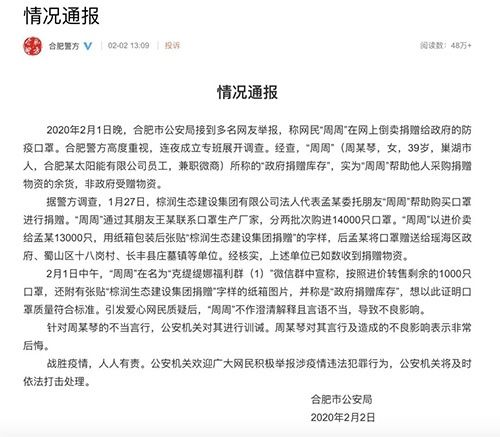 情况通报
合肥警方 02-02 13:09 投诉 阅读数：48万+
情况通报
2020年2月1日晚，合肥市公安局接到多名网友举报，称网民“周周”在网上倒卖捐赠给政府的防
疫口罩。合肥警方高度重视，连夜成立专班展开调查。经查，“周周”（周某琴，女，39岁，巢湖市
人，合肥某太阳能有限公司员工，兼职微商）所称的“政府捐赠库存”，实为“周周”帮助他人采购捐赠
物资的余货，非政府受赠物资。
据警方调查，1月27日，棕润生态建设集团有限公司法人代表孟某委托朋友“周周”帮助购买口罩
进行捐赠。“周周”通过其朋友王某联系口罩生产厂家，分两批次购进14000只口罩。“周周”以进价卖
给孟某13000只，用纸箱包装后张贴“棕润生态建设集团捐赠”的字样，后孟某将口罩赠送给瑶海区政
府、蜀山区十八岗村、长丰县庄墓镇等单位。经核实，上述单位已如数收到捐赠物资。
2月1日中午，“周周”在名为“克缇缇娜福利群（1）”微信群中宣称，按照进价转售剩余的1000只
口罩，还附有张贴“棕润生态建设集团捐赠”字样的纸箱图片，并称是“政府捐赠库存”，想以此证明口
罩质量符合标准。引发爱心网民质疑后，“周周”不作澄清解释且言语不当，导致不良影响。
针对周某琴的不当言行，公安机关对其进行训诫。周某琴对其言行及造成的不良影响表示非常
后悔。
战胜疫情，人人有责。公安机关欢迎广大网民积极举报涉疫情违法犯罪行为，公安机关将及时
依法打击处理。
合肥市公安局
2020年2月2日